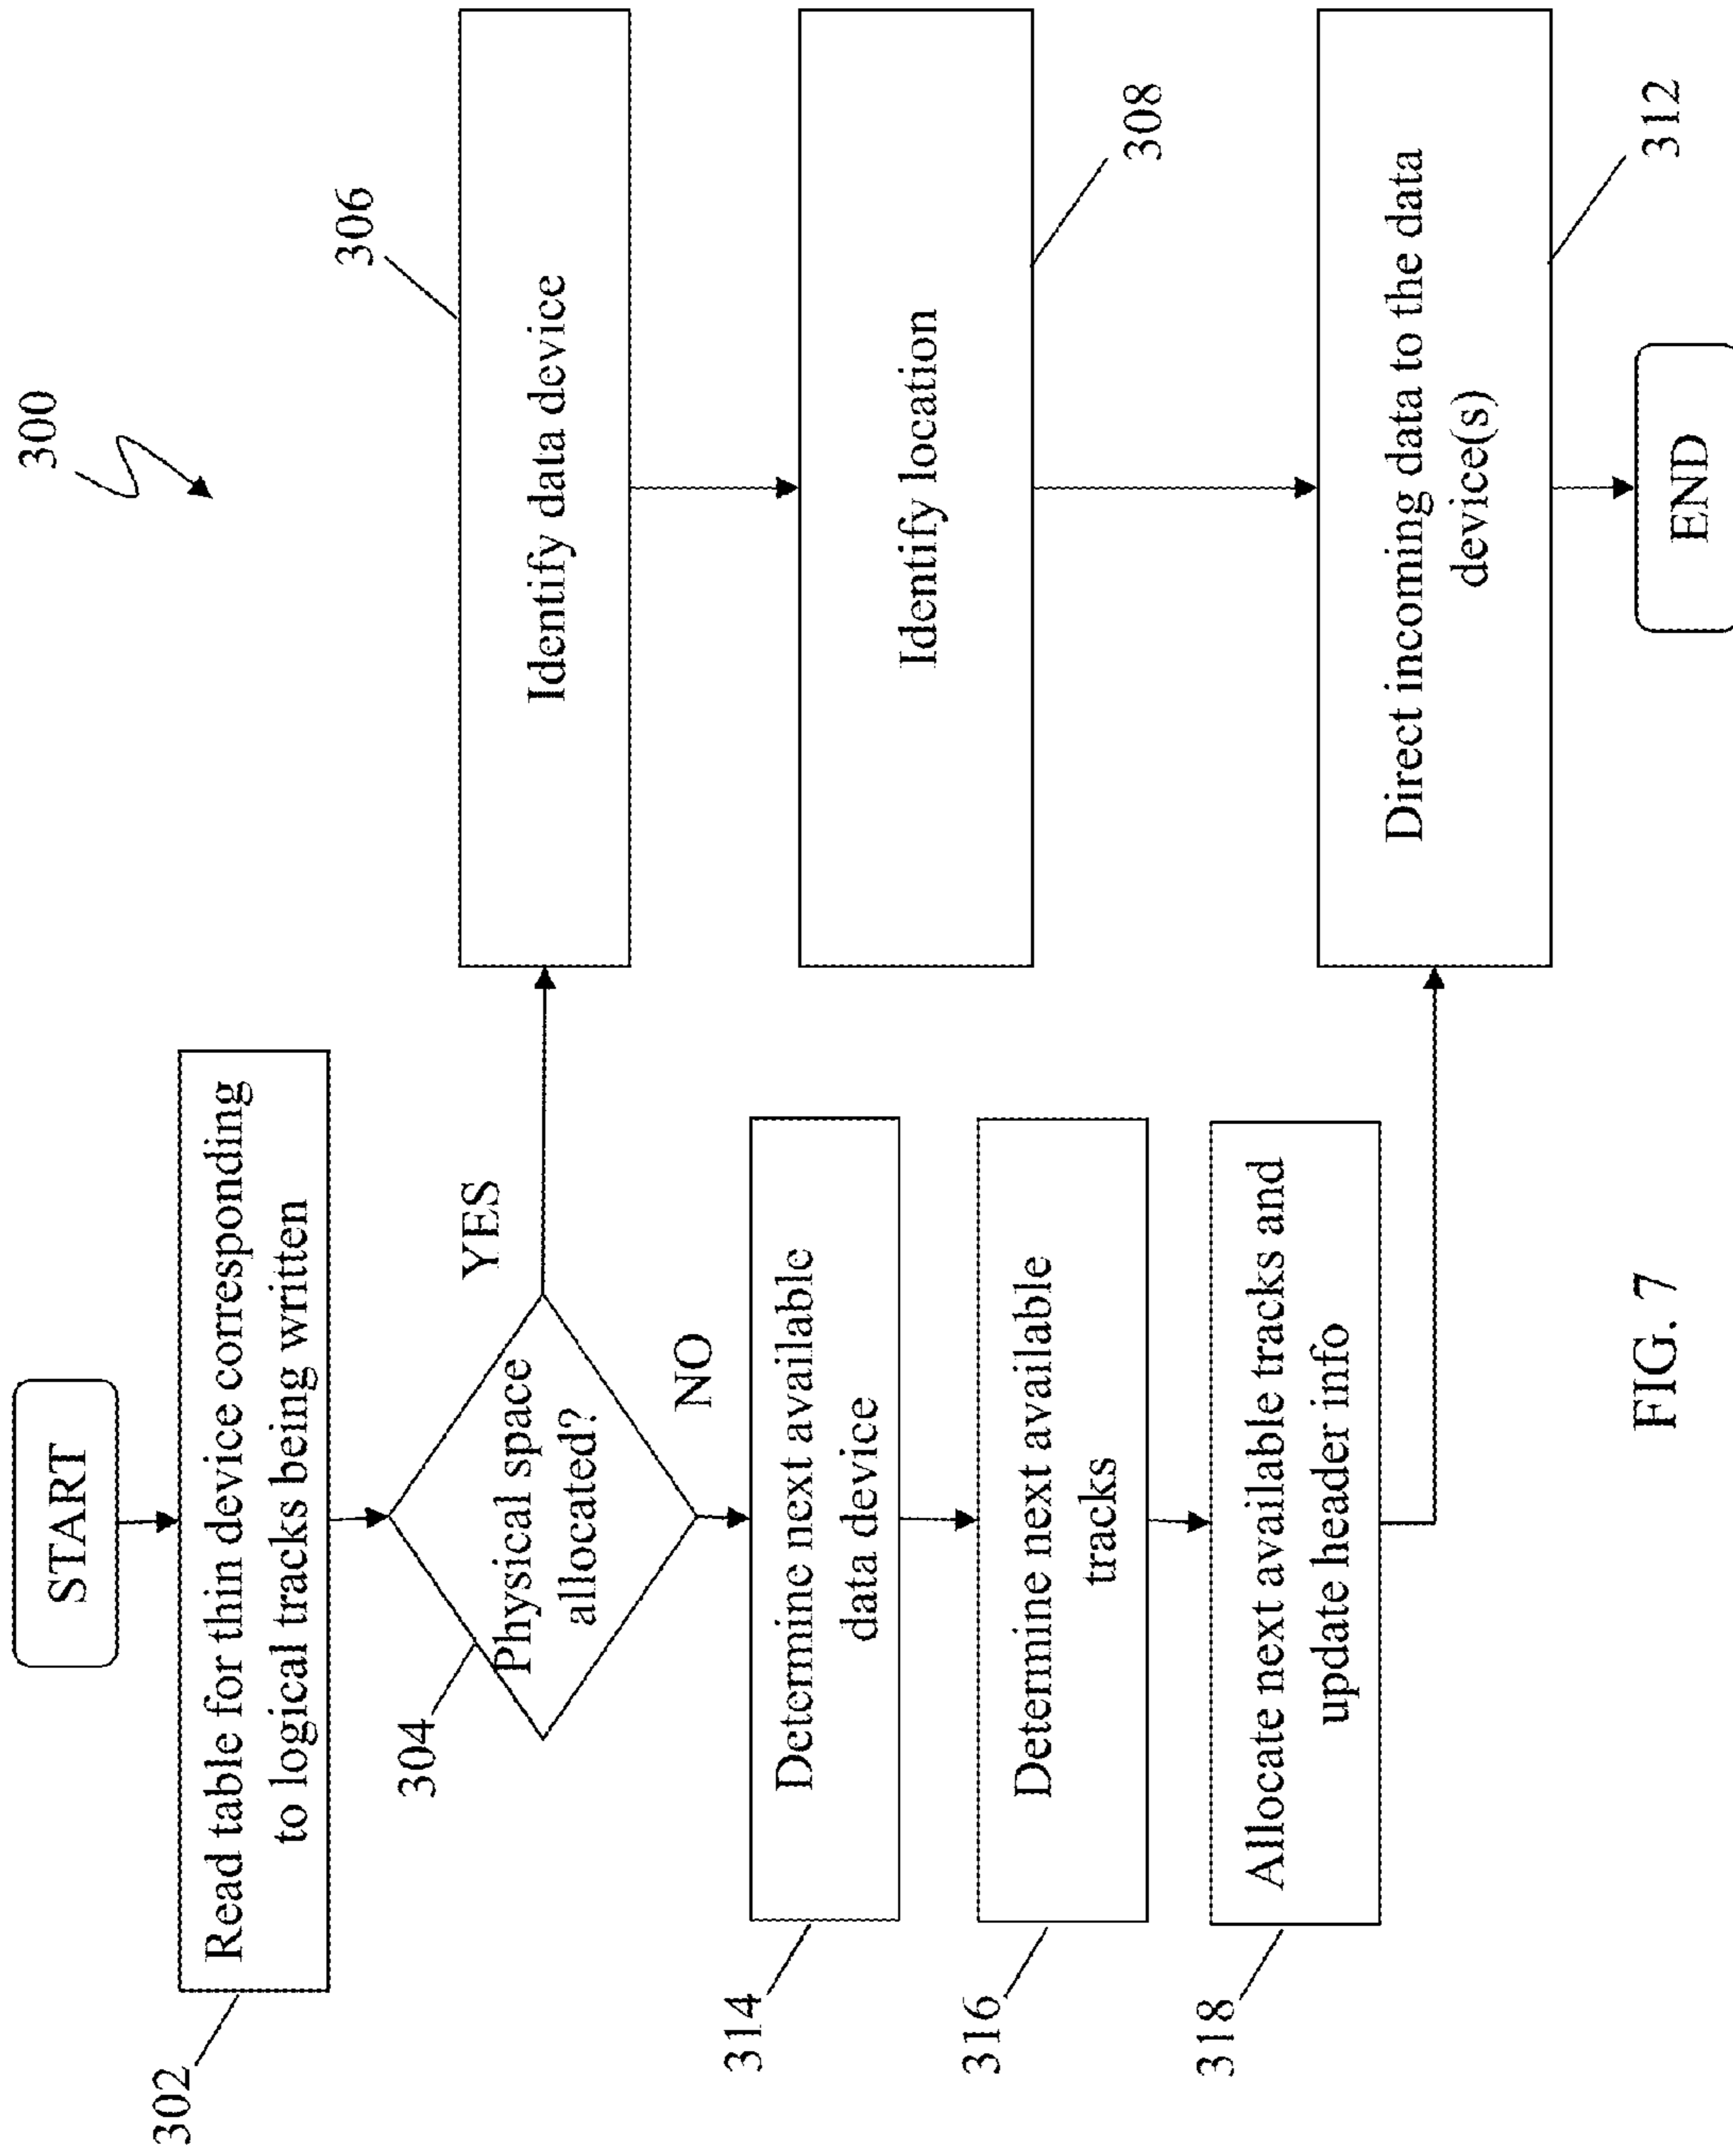 300
START
302
Read table for thin device corresponding
to logical tracks being written
304
Physical space
allocated?
YES
NO
306
Identify data device
308
Identify location
314
Determine next available
data device
316
Determine next available
tracks
318
Allocate next available tracks and
update header info
312
Direct incoming data to the data
device(s)
END
FIG. 7